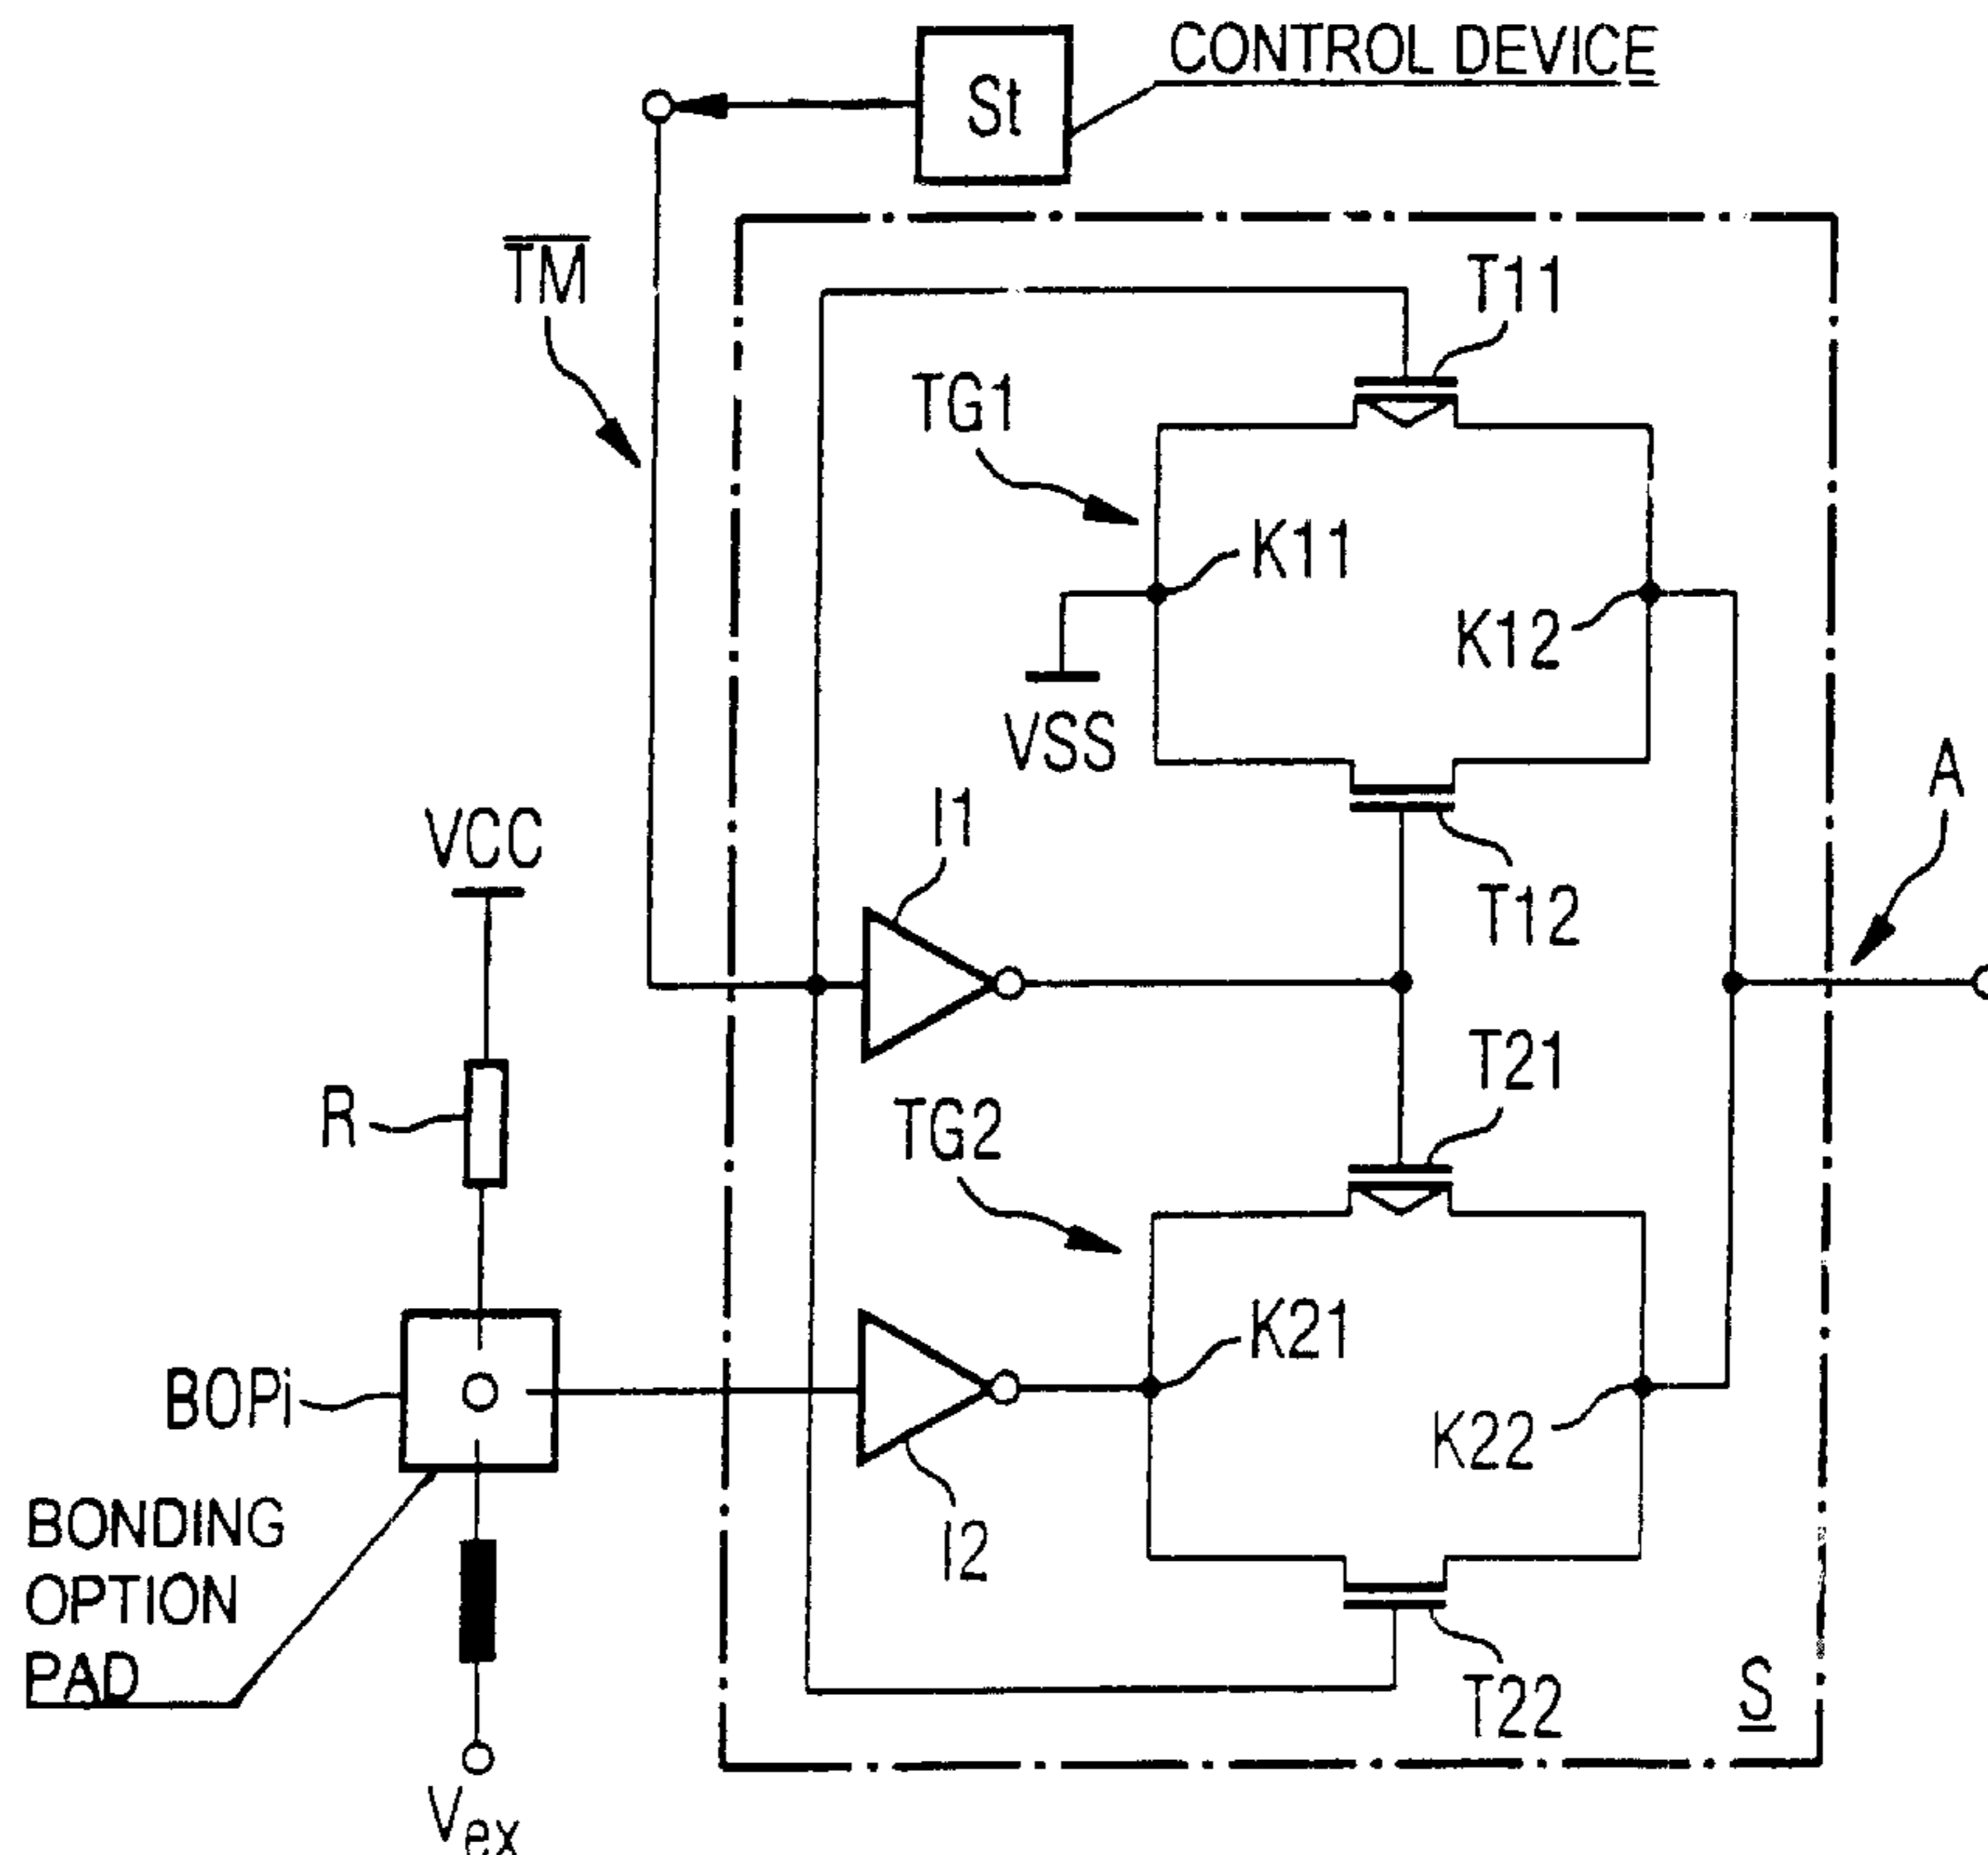 CONTROL DEVICE
St
TM
T11
TG1
K11
K12
VSS
A
I1
VCC
T12
T21
R
TG2
K21
BOPi
K22
BONDING
OPTION
PAD
I2
S
T22
Vex